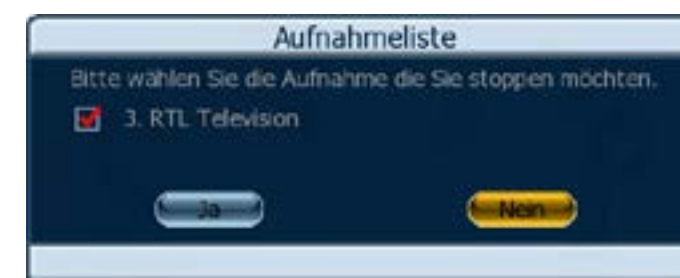 Aufnahmeliste
Bitte wählen Sie die Aufnahme die Sie stoppen möchten.
3. RTL Television
Ja Nein